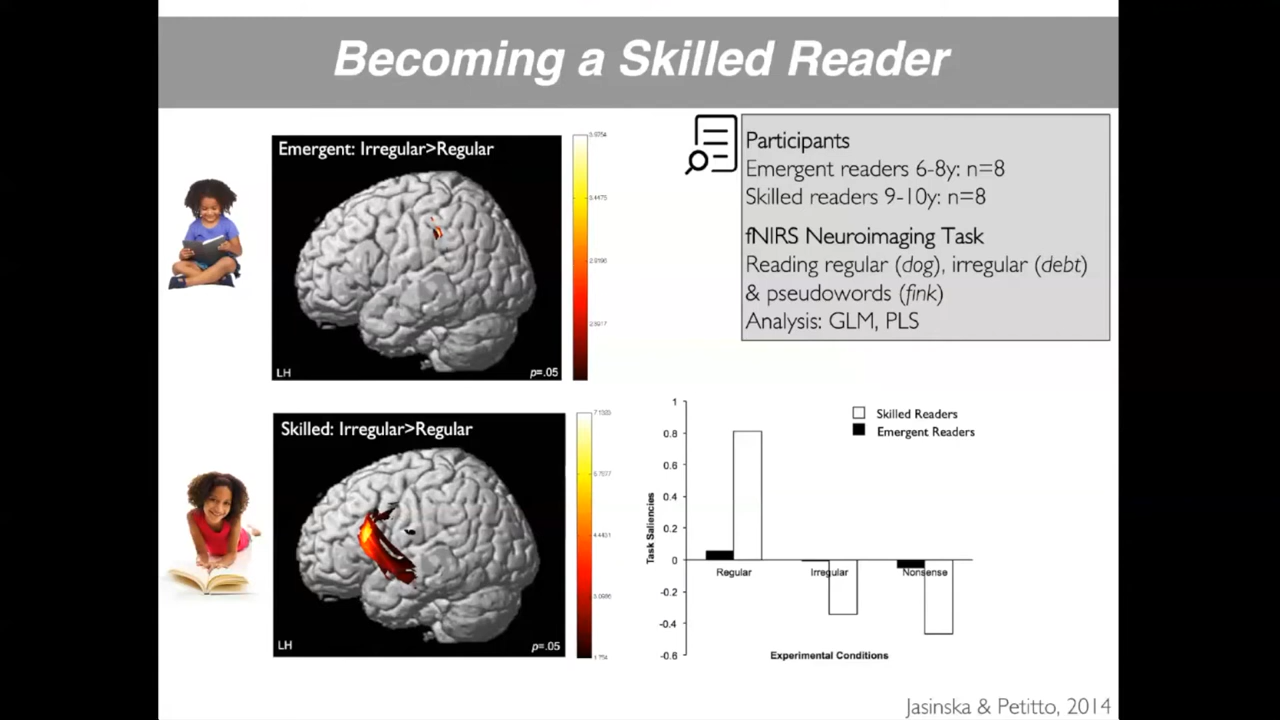 Becoming a Skilled Reader
Emergent: Irregular>Regular
LH
p=.05
3.4475
Participants
Emergent readers 6-8y: n=8
Skilled readers 9-10y: n=8
fNIRS Neuroimaging Task
Reading regular (dog), irregular (debt)
& pseudowords (fink)
Analysis: GLM, PLS
Skilled: Irregular>Regular
LH
p=.05
Skilled Readers
Emergent Readers
Task Saliencies
1
0.8
0.6
0.4
0.2
0
-0.2
-0.4
-0.6
Regular
Irregular
Nonsense
Experimental Conditions
Jasinska & Petitto, 2014